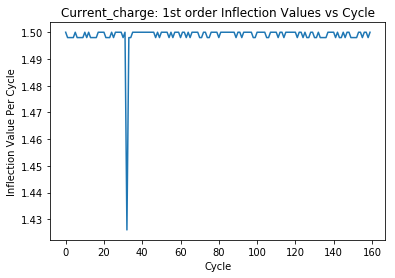 Current_charge: 1st order Inflection Values vs Cycle
Inflection Value Per Cycle
1.50
1.49
1.48
1.47
1.46
1.45
1.44
1.43
0 20 40 60 80 100 120 140 160
Cycle